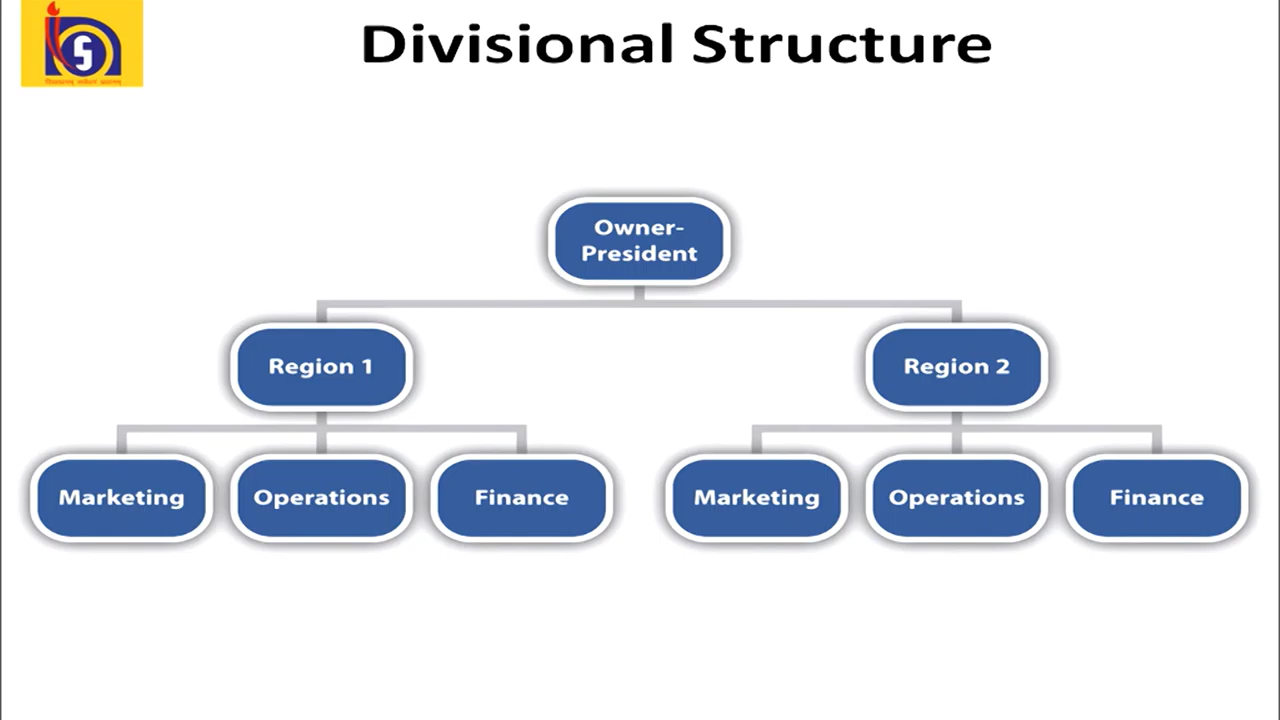 Divisional Structure
Owner-
President
Region 1
Region 2
Marketing
Operations
Finance
Marketing
Operations
Finance